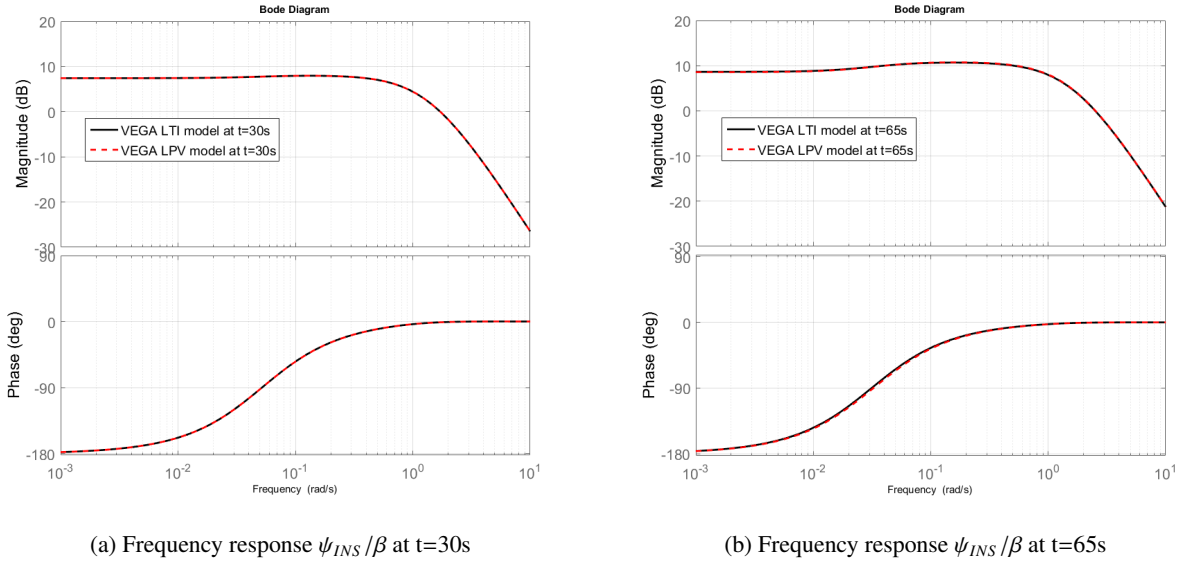 Bode Diagram
20
10
0
-10
-20
-30
Magnitude (dB)
VEGA LTI model at t=30s
VEGA LPV model at t=30s
90
0
-90
-180
Phase (deg)
10^-3 10^-2 10^-1 10^0 10^1
Frequency (rad/s)
(a) Frequency response ψ_INS/β at t=30s
Bode Diagram
20
10
0
-10
-20
-30
Magnitude (dB)
VEGA LTI model at t=65s
VEGA LPV model at t=65s
90
0
-90
-180
Phase (deg)
10^-3 10^-2 10^-1 10^0 10^1
Frequency (rad/s)
(b) Frequency response ψ_INS/β at t=65s